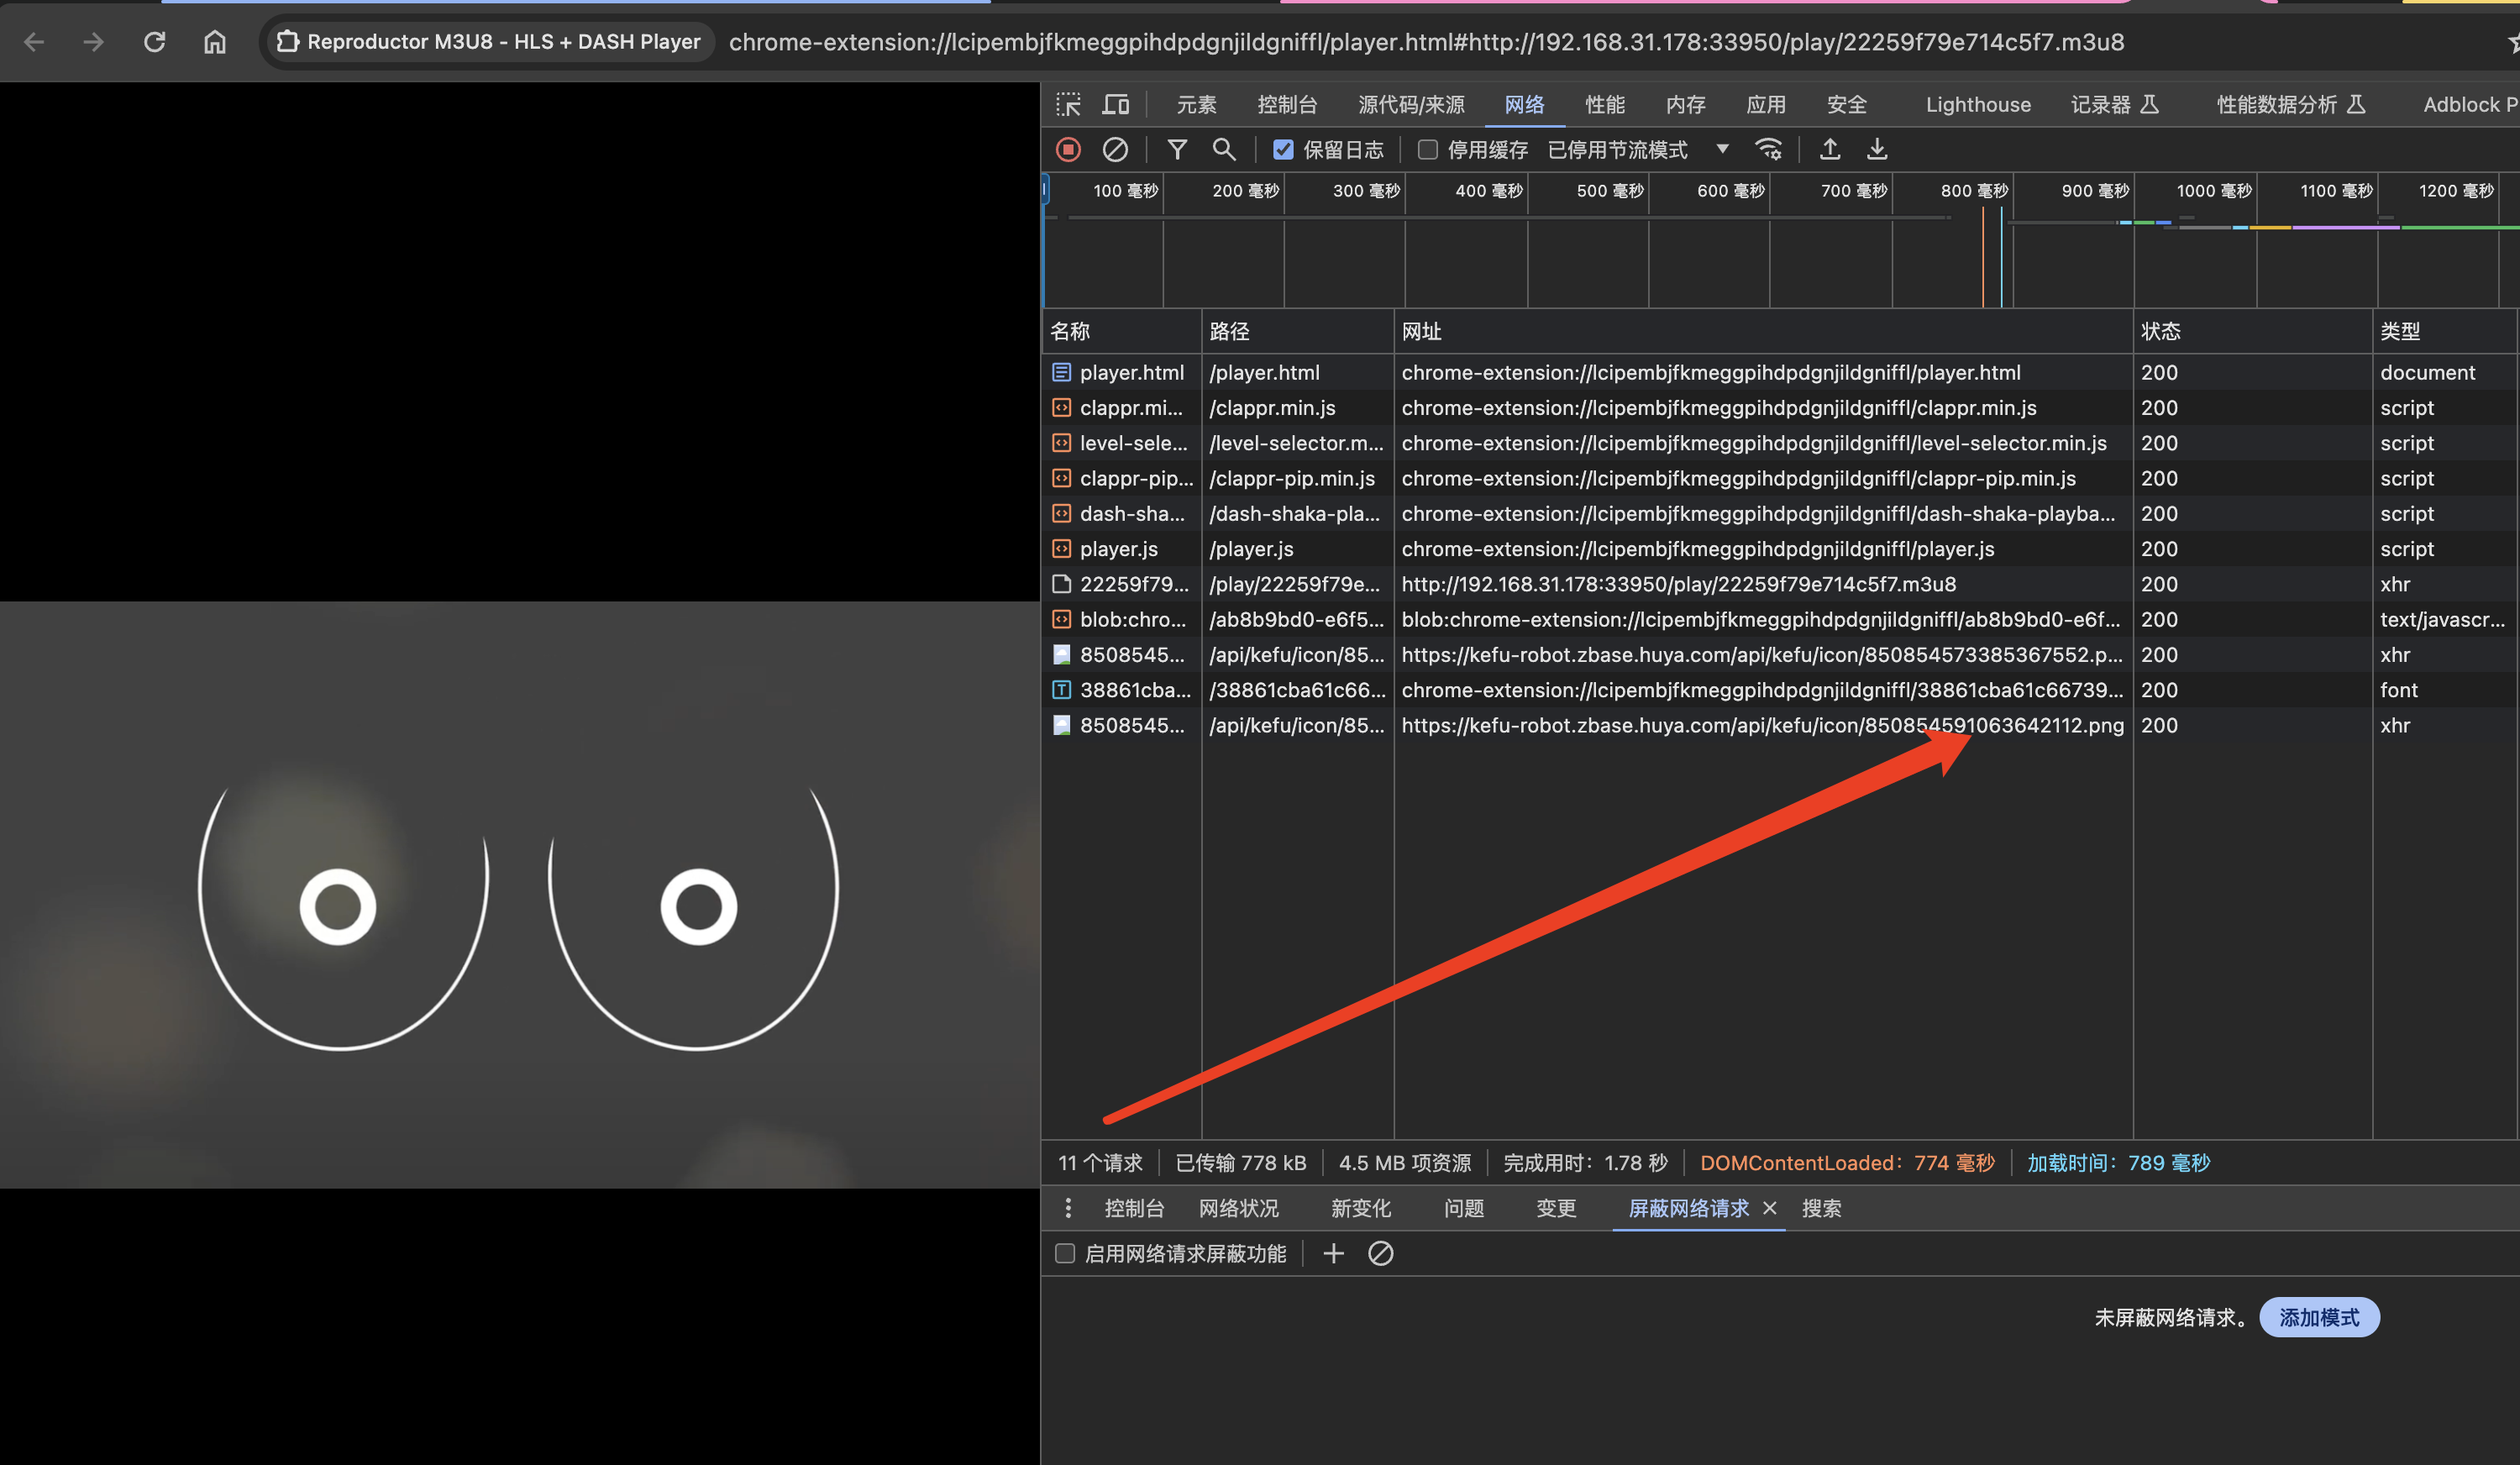 Reproductor M3U8 - HLS + DASH Player
chrome-extension://lcipembjfkmeggpihdpdgnjildgniffl/player.html#http://192.168.31.178:33950/play/22259f79e714c5f7.m3u8
元素 控制台 源代码/来源 网络 性能 内存 应用 安全 Lighthouse 记录器 性能数据分析 Adblock P
保留日志 停用缓存 已停用节流模式
100 毫秒 200 毫秒 300 毫秒 400 毫秒 500 毫秒 600 毫秒 700 毫秒 800 毫秒 900 毫秒 1000 毫秒 1100 毫秒 1200 毫秒
名称 路径 网址 状态 类型
player.html /player.html chrome-extension://lcipembjfkmeggpihdpdgnjildgniffl/player.html 200 document
clappr.mi... /clappr.min.js chrome-extension://lcipembjfkmeggpihdpdgnjildgniffl/clappr.min.js 200 script
level-sele... /level-selector.m... chrome-extension://lcipembjfkmeggpihdpdgnjildgniffl/level-selector.min.js 200 script
clappr-pip... /clappr-pip.min.js chrome-extension://lcipembjfkmeggpihdpdgnjildgniffl/clappr-pip.min.js 200 script
dash-sha... /dash-shaka-pla... chrome-extension://lcipembjfkmeggpihdpdgnjildgniffl/dash-shaka-playba... 200 script
player.js /player.js chrome-extension://lcipembjfkmeggpihdpdgnjildgniffl/player.js 200 script
22259f79... /play/22259f79e... http://192.168.31.178:33950/play/22259f79e714c5f7.m3u8 200 xhr
blob:chro... /ab8b9bd0-e6f5... blob:chrome-extension://lcipembjfkmeggpihdpdgnjildgniffl/ab8b9bd0-e6f... 200 text/javascr...
8508545... /api/kefu/icon/85... https://kefu-robot.zbase.huya.com/api/kefu/icon/850854573385367552.p... 200 xhr
38861cba... /38861cba61c66... chrome-extension://lcipembjfkmeggpihdpdgnjildgniffl/38861cba61c66739... 200 font
8508545... /api/kefu/icon/85... https://kefu-robot.zbase.huya.com/api/kefu/icon/850854591063642112.png 200 xhr
11 个请求 已传输 778 kB 4.5 MB 项资源 完成用时：1.78 秒 DOMContentLoaded：774 毫秒 加载时间：789 毫秒
控制台 网络状况 新变化 问题 变更 屏蔽网络请求 搜索
启用网络请求屏蔽功能
未屏蔽网络请求。 添加模式